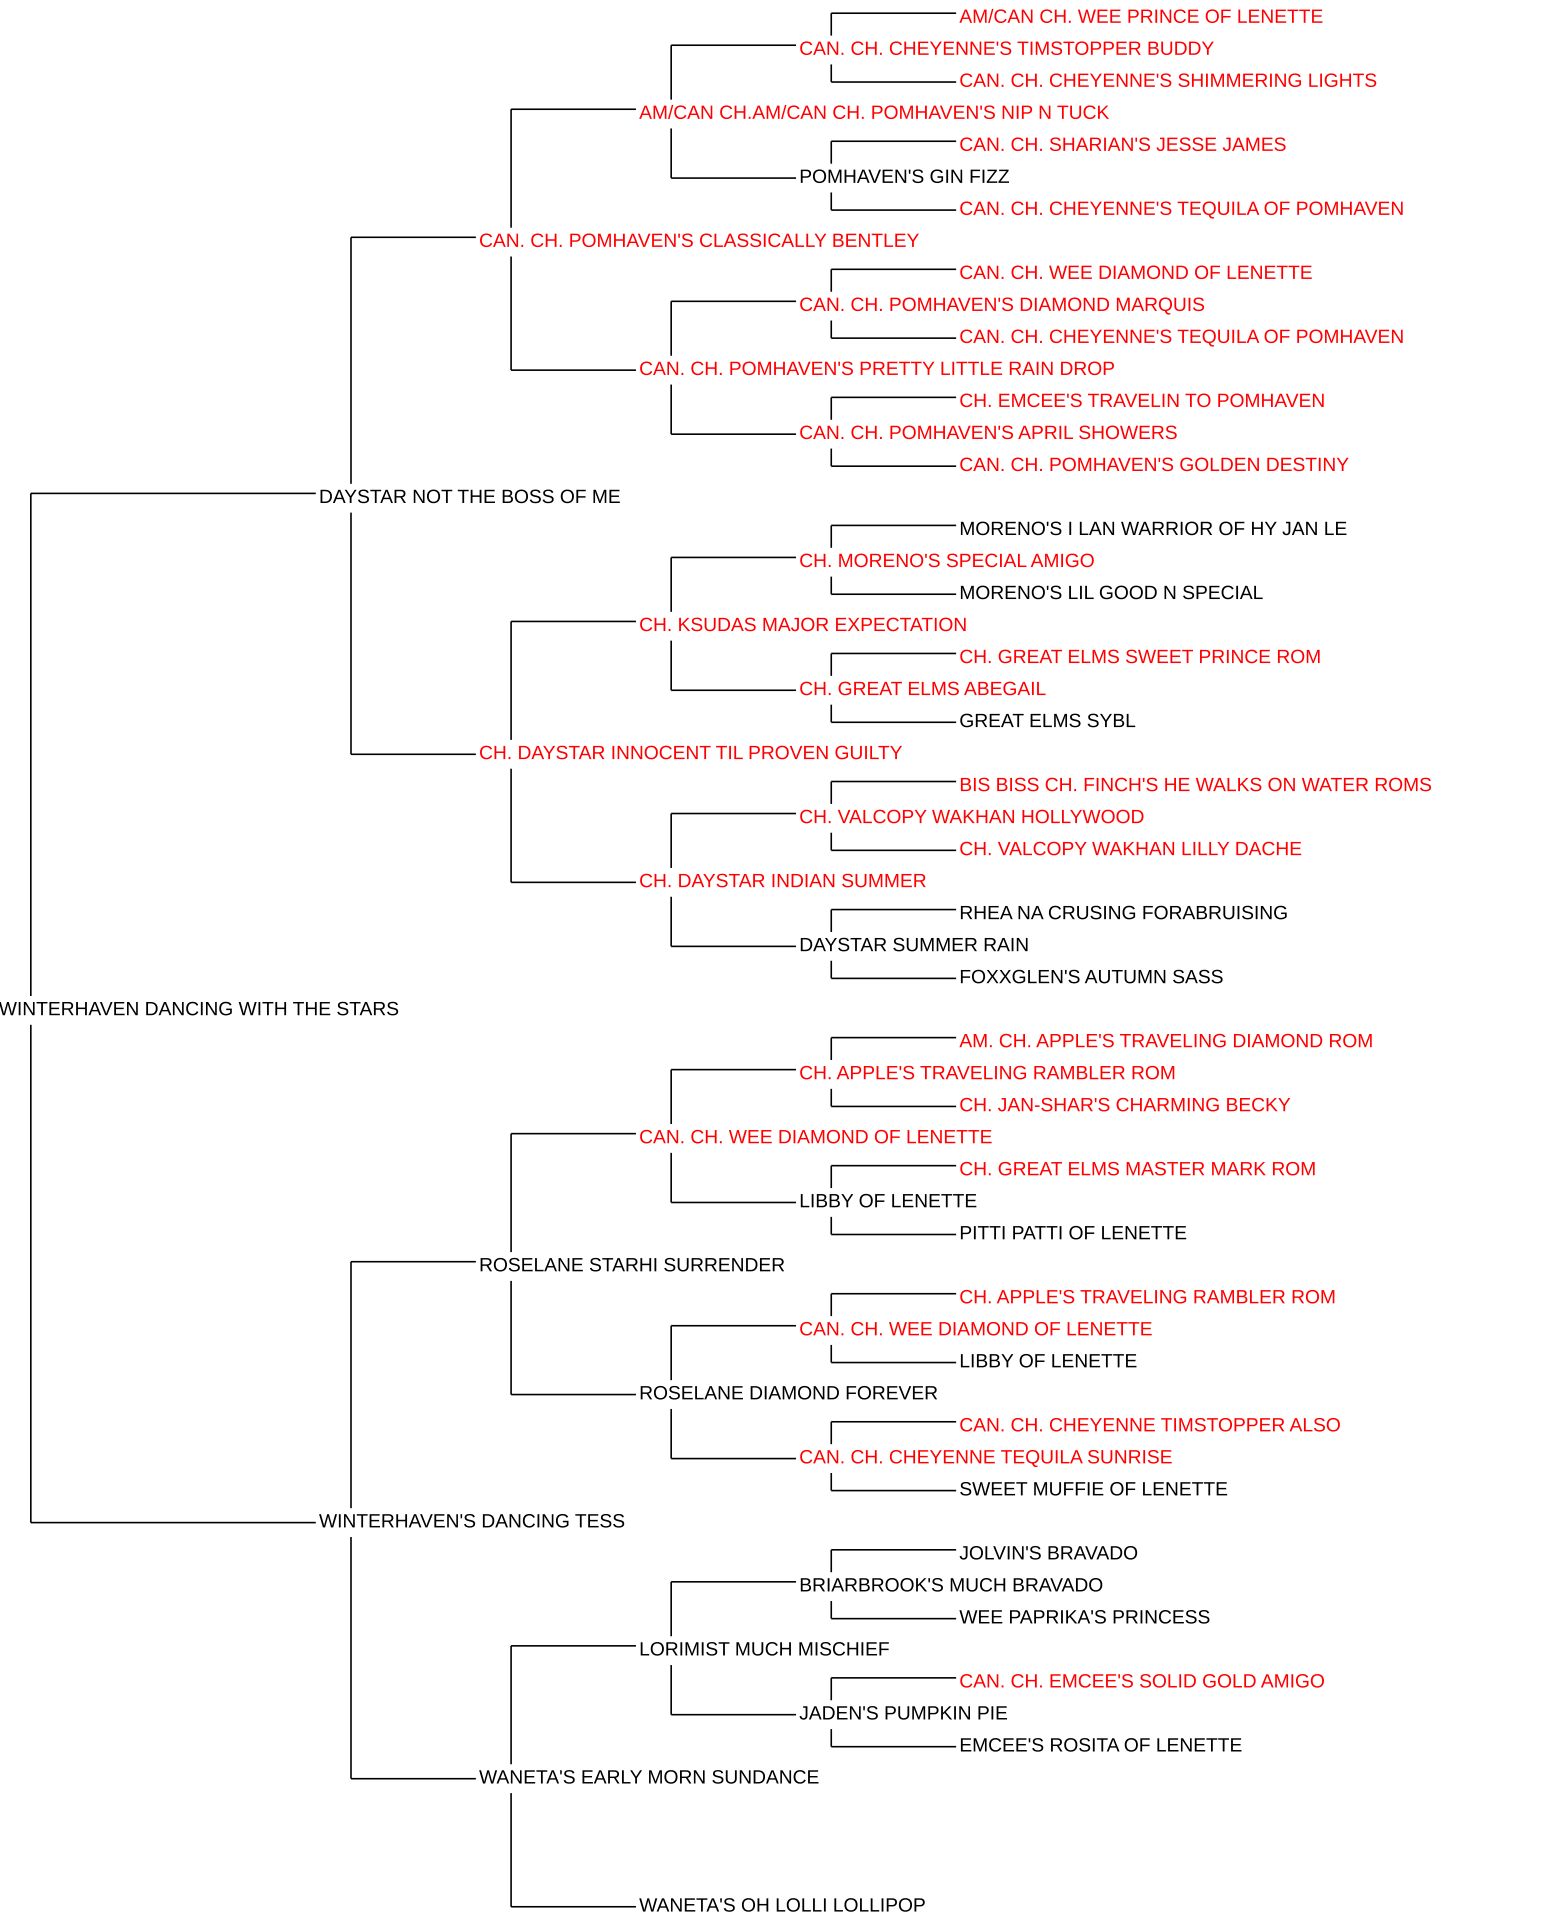 AM/CAN CH. WEE PRINCE OF LENETTE
CAN. CH. CHEYENNE'S TIMSTOPPER BUDDY
CAN. CH. CHEYENNE'S SHIMMERING LIGHTS
AM/CAN CH.AM/CAN CH. POMHAVEN'S NIP N TUCK
CAN. CH. SHARIAN'S JESSE JAMES
POMHAVEN'S GIN FIZZ
CAN. CH. CHEYENNE'S TEQUILA OF POMHAVEN
CAN. CH. POMHAVEN'S CLASSICALLY BENTLEY
CAN. CH. WEE DIAMOND OF LENETTE
CAN. CH. POMHAVEN'S DIAMOND MARQUIS
CAN. CH. CHEYENNE'S TEQUILA OF POMHAVEN
CAN. CH. POMHAVEN'S PRETTY LITTLE RAIN DROP
CH. EMCEE'S TRAVELIN TO POMHAVEN
CAN. CH. POMHAVEN'S APRIL SHOWERS
CAN. CH. POMHAVEN'S GOLDEN DESTINY
DAYSTAR NOT THE BOSS OF ME
MORENO'S I LAN WARRIOR OF HY JAN LE
CH. MORENO'S SPECIAL AMIGO
MORENO'S LIL GOOD N SPECIAL
CH. KSUDAS MAJOR EXPECTATION
CH. GREAT ELMS SWEET PRINCE ROM
CH. GREAT ELMS ABEGAIL
GREAT ELMS SYBL
CH. DAYSTAR INNOCENT TIL PROVEN GUILTY
BIS BISS CH. FINCH'S HE WALKS ON WATER ROMS
CH. VALCOPY WAKHAN HOLLYWOOD
CH. VALCOPY WAKHAN LILLY DACHE
CH. DAYSTAR INDIAN SUMMER
RHEA NA CRUSING FORABRUISING
DAYSTAR SUMMER RAIN
FOXXGLEN'S AUTUMN SASS
WINTERHAVEN DANCING WITH THE STARS
AM. CH. APPLE'S TRAVELING DIAMOND ROM
CH. APPLE'S TRAVELING RAMBLER ROM
CH. JAN-SHAR'S CHARMING BECKY
CAN. CH. WEE DIAMOND OF LENETTE
CH. GREAT ELMS MASTER MARK ROM
LIBBY OF LENETTE
PITTI PATTI OF LENETTE
ROSELANE STARHI SURRENDER
CH. APPLE'S TRAVELING RAMBLER ROM
CAN. CH. WEE DIAMOND OF LENETTE
LIBBY OF LENETTE
ROSELANE DIAMOND FOREVER
CAN. CH. CHEYENNE TIMSTOPPER ALSO
CAN. CH. CHEYENNE TEQUILA SUNRISE
SWEET MUFFIE OF LENETTE
WINTERHAVEN'S DANCING TESS
JOLVIN'S BRAVADO
BRIARBROOK'S MUCH BRAVADO
WEE PAPRIKA'S PRINCESS
LORIMIST MUCH MISCHIEF
CAN. CH. EMCEE'S SOLID GOLD AMIGO
JADEN'S PUMPKIN PIE
EMCEE'S ROSITA OF LENETTE
WANETA'S EARLY MORN SUNDANCE
WANETA'S OH LOLLI LOLLIPOP